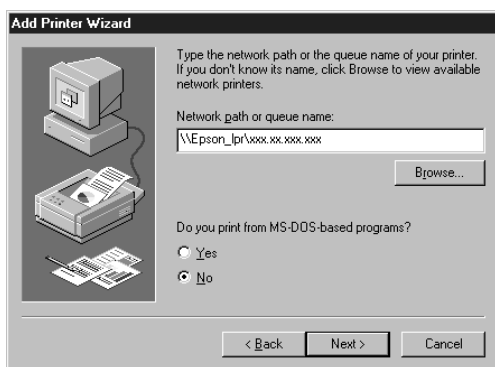 Add Printer Wizard
Type the network path or the queue name of your printer.
If you don't know its name, click Browse to view available
network printers.
Network path or queue name:
\\Epson_lpr\xxx.xx.xxx.xxx
Browse...
Do you print from MS-DOS-based programs?
Yes
No
< Back
Next >
Cancel